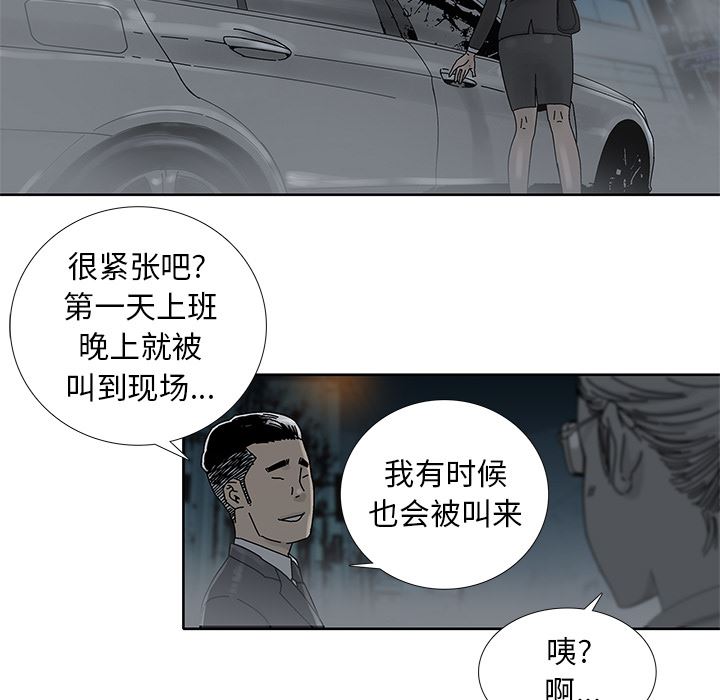 很紧张吧?
第一天上班
晚上就被
叫到现场...
我有时候
也会被叫来
咦?
啊...